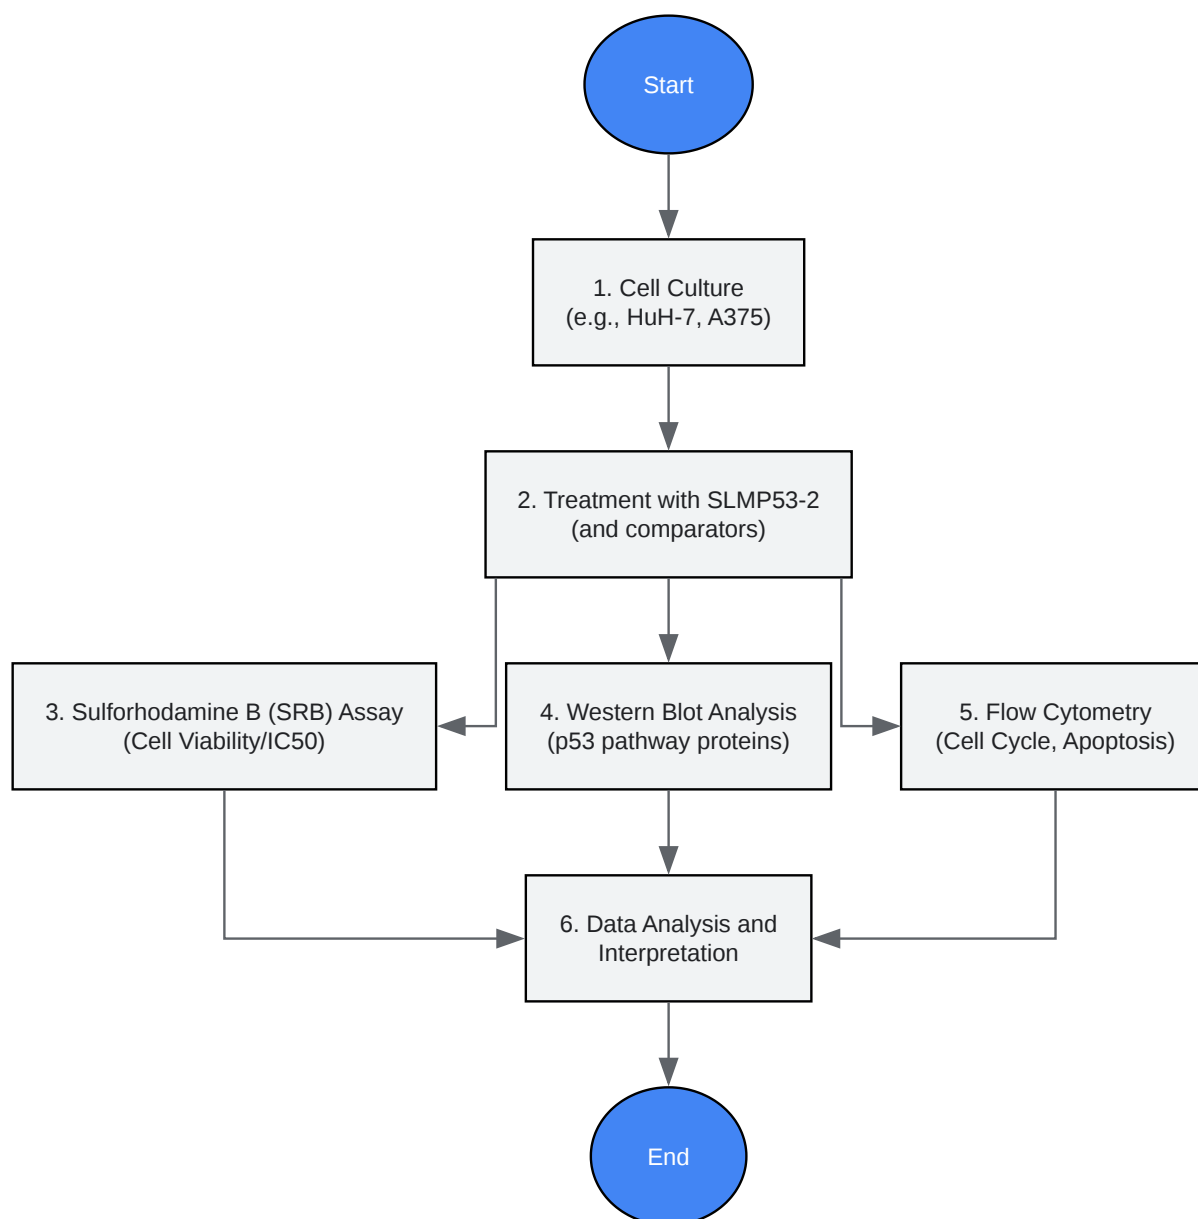 Start
1. Cell Culture
(e.g., HuH-7, A375)
2. Treatment with SLMP53-2
(and comparators)
3. Sulforhodamine B (SRB) Assay
(Cell Viability/IC50)
4. Western Blot Analysis
(p53 pathway proteins)
5. Flow Cytometry
(Cell Cycle, Apoptosis)
6. Data Analysis and
Interpretation
End